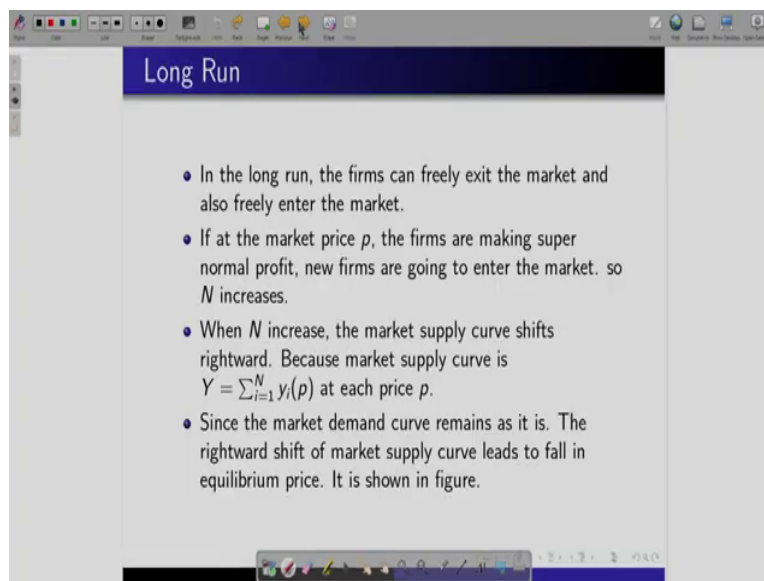 Long Run
In the long run, the firms can freely exit the market and
also freely enter the market.
If at the market price p, the firms are making super
normal profit, new firms are going to enter the market. so
N increases.
When N increase, the market supply curve shifts
rightward. Because market supply curve is
Y = ∑_{i=1}^{N} y_i(p) at each price p.
Since the market demand curve remains as it is. The
rightward shift of market supply curve leads to fall in
equilibrium price. It is shown in figure.